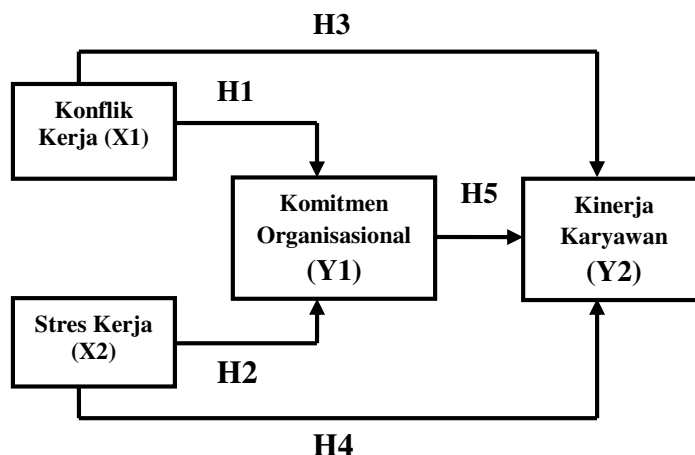 H3
H1
Konflik
Kerja (X1)
Komitmen
Organisasional
(Y1)
H5
Kinerja
Karyawan
(Y2)
Stres Kerja
(X2)
H2
H4